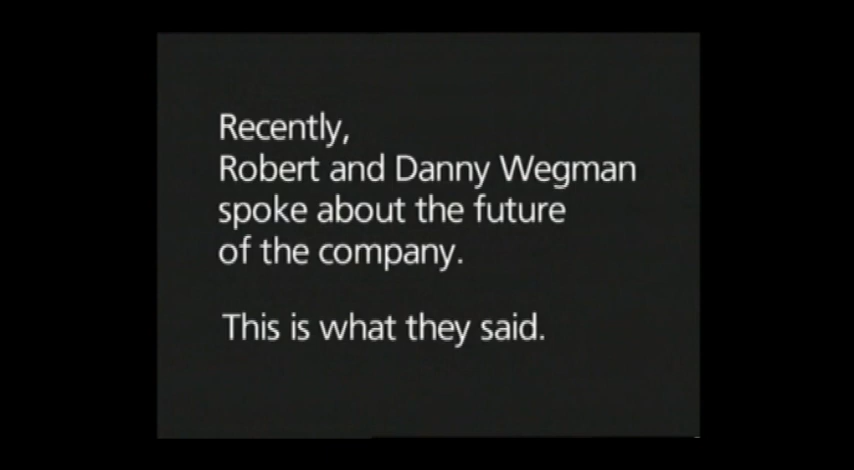 Recently,
Robert and Danny Wegman
spoke about the future
of the company.
This is what they said.